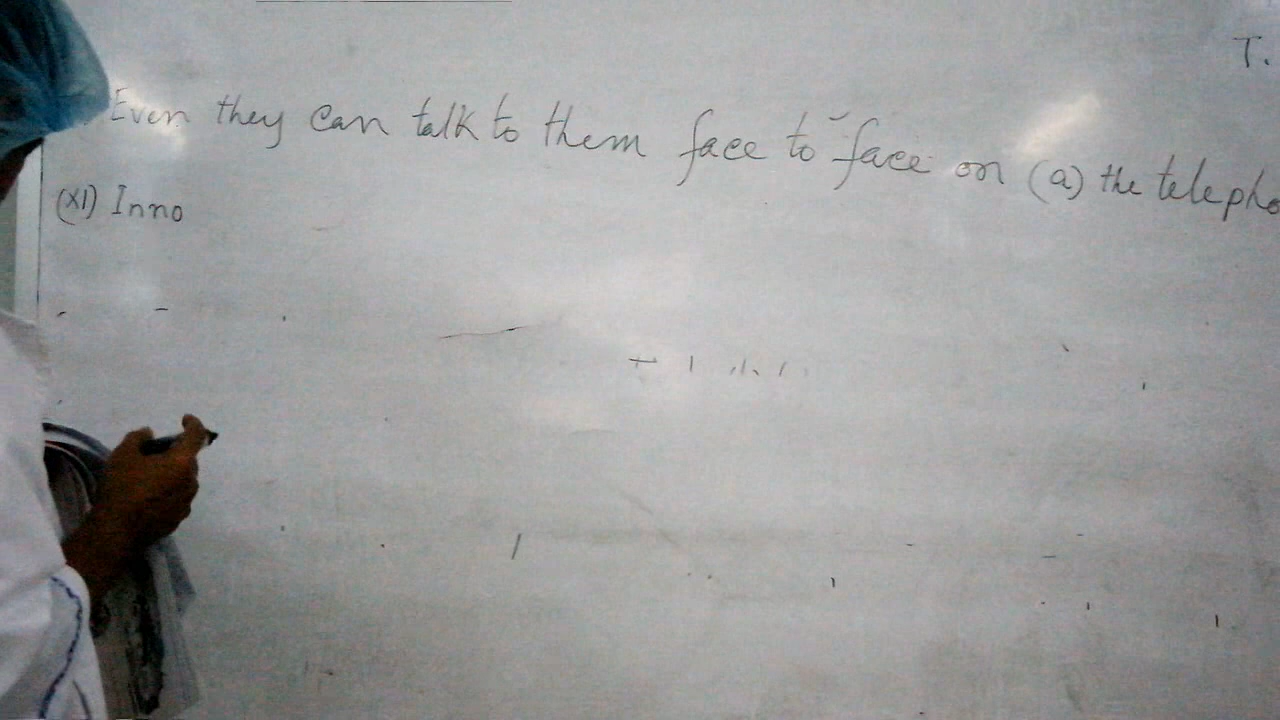 T.
Even they can talk to them face to face on (a) the telepho
(XI) Inno